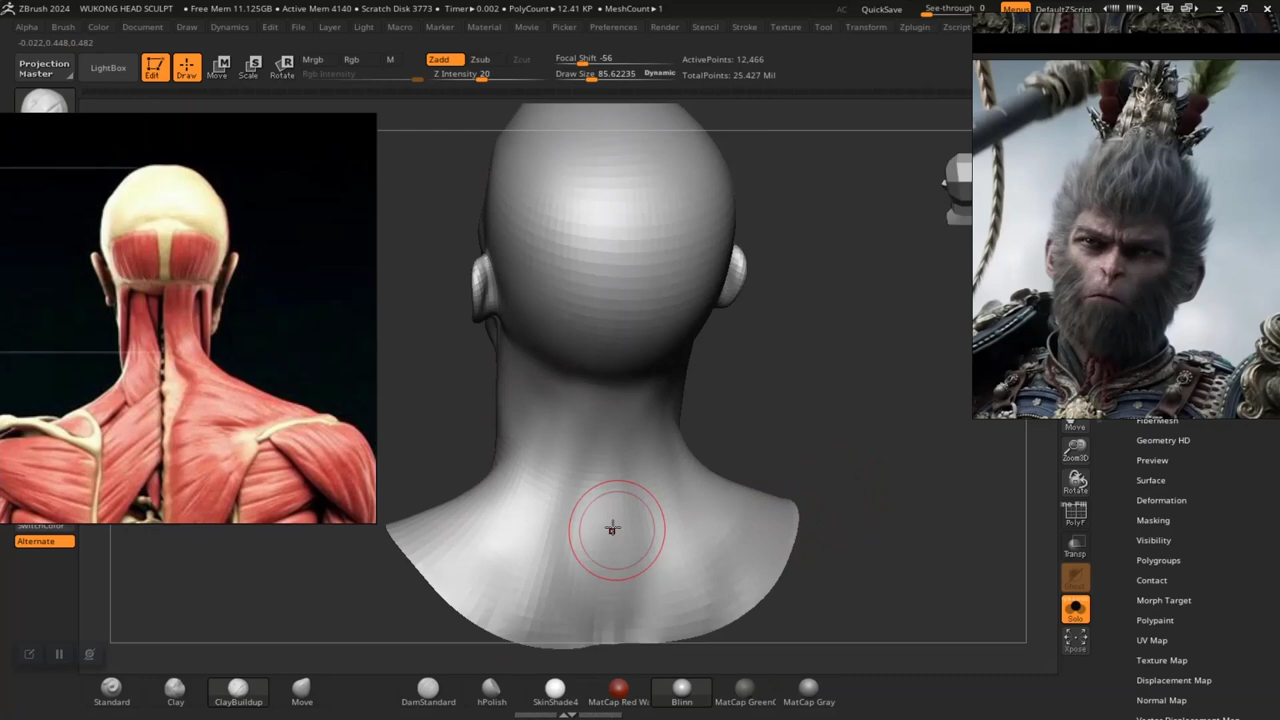 ZBrush 2024 WUKONG HEAD SCULPT • Free Mem 11.125GB • Active Mem 4140 • Scratch Disk 3773 • Timer▸0.002 • PolyCount▸12.41 KP • MeshCount▸1 AC QuickSave See-through 0 Menus DefaultZScript
Alpha Brush Color Document Draw Dynamics Edit File Layer Light Macro Marker Material Movie Picker Preferences Render Stencil Stroke Texture Tool Transform Zplugin Zscript
-0.022,0.448,0.482
Projection Master
LightBox
Edit
Draw
Move
Scale
Rotate
Mrgb Rgb M
Rgb Intensity
Zadd Zsub Zcut
Z Intensity 20
Focal Shift -56
Draw Size 85.62235 Dynamic
ActivePoints: 12,466
TotalPoints: 25.427 Mil
SwitchColor
Alternate
Move
Zoom3D
Rotate
PolyF
Transp
Ghost
Solo
Xpose
FiberMesh
Geometry HD
Preview
Surface
Deformation
Masking
Visibility
Polygroups
Contact
Morph Target
Polypaint
UV Map
Texture Map
Displacement Map
Normal Map
Vector Displacement Map
Standard Clay ClayBuildup Move DamStandard hPolish SkinShade4 MatCap Red Wa Blinn MatCap GreenC MatCap Gray